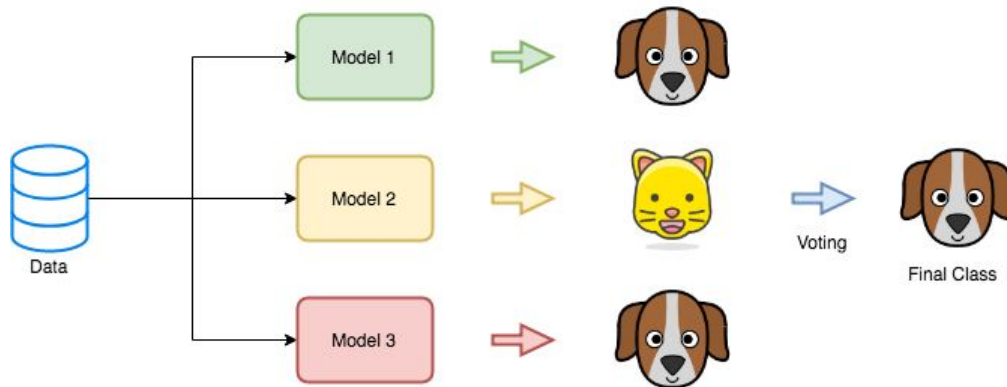 Model 1
Model 2
Data
Voting
Final Class
Model 3